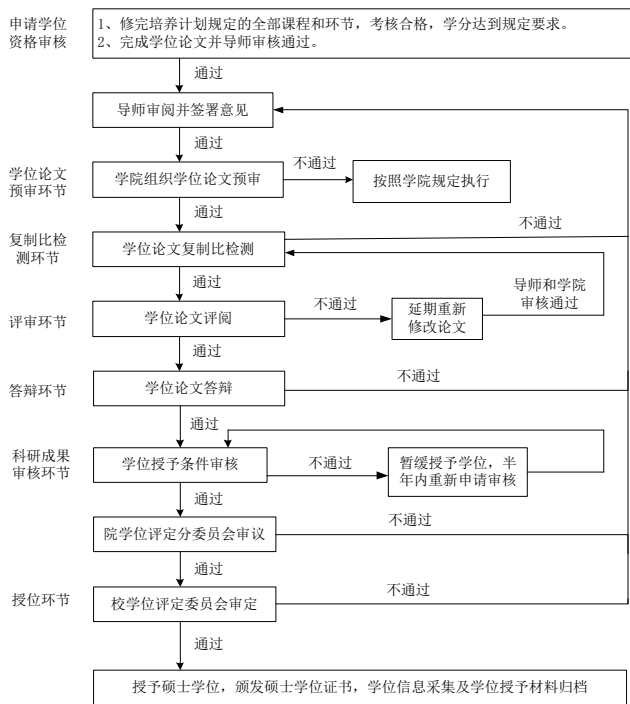 申请学位
资格审核
1、修完培养计划规定的全部课程和环节，考核合格，学分达到规定要求。
2、完成学位论文并导师审核通过。
通过
导师审阅并签署意见
通过
学位论文
预审环节
学院组织学位论文预审
不通过
按照学院规定执行
通过
不通过
复制比检
测环节
学位论文复制比检测
通过
导师和学院
审核通过
评审环节
学位论文评阅
不通过
延期重新
修改论文
通过
答辩环节
学位论文答辩
不通过
通过
科研成果
审核环节
学位授予条件审核
不通过
暂缓授予学位，半
年内重新申请审核
通过
院学位评定分委员会审议
不通过
通过
授位环节
校学位评定委员会审定
不通过
通过
授予硕士学位，颁发硕士学位证书，学位信息采集及学位授予材料归档